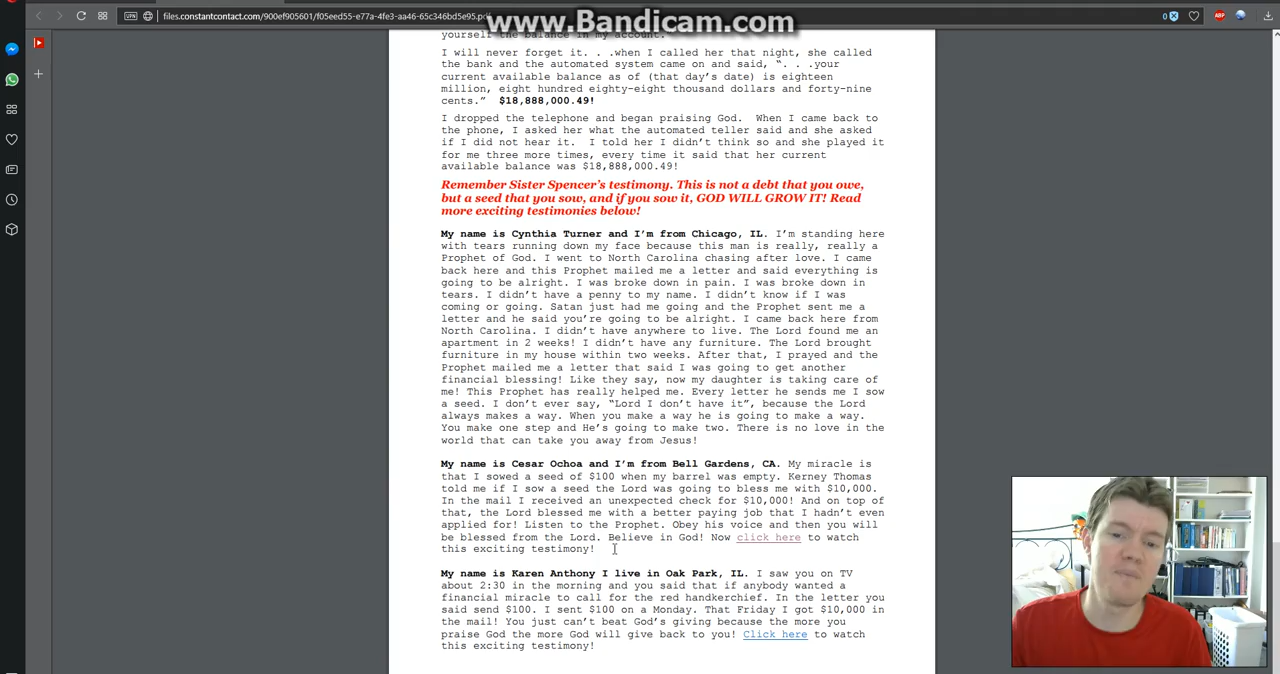 files.constantcontact.com/900ef905601/f05eed55-e77a-4fe3-aa46-65c346bd5e95.pdf
www.Bandicam.com
VPN
0
ABP
yourself the balance in my account."
I will never forget it. . .when I called her that night, she called
the bank and the automated system came on and said, “. . .your
current available balance as of (that day’s date) is eighteen
million, eight hundred eighty-eight thousand dollars and forty-nine
cents.” $18,888,000.49!
I dropped the telephone and began praising God. When I came back to
the phone, I asked her what the automated teller said and she asked
if I did not hear it. I told her I didn’t think so and she played it
for me three more times, every time it said that her current
available balance was $18,888,000.49!
Remember Sister Spencer’s testimony. This is not a debt that you owe,
but a seed that you sow, and if you sow it, GOD WILL GROW IT! Read
more exciting testimonies below!
My name is Cynthia Turner and I’m from Chicago, IL. I’m standing here
with tears running down my face because this man is really, really a
Prophet of God. I went to North Carolina chasing after love. I came
back here and this Prophet mailed me a letter and said everything is
going to be alright. I was broke down in pain. I was broke down in
tears. I didn’t have a penny to my name. I didn’t know if I was
coming or going. Satan just had me going and the Prophet sent me a
letter and he said you’re going to be alright. I came back here from
North Carolina. I didn’t have anywhere to live. The Lord found me an
apartment in 2 weeks! I didn’t have any furniture. The Lord brought
furniture in my house within two weeks. After that, I prayed and the
Prophet mailed me a letter that said I was going to get another
financial blessing! Like they say, now my daughter is taking care of
me! This Prophet has really helped me. Every letter he sends me I sow
a seed. I don’t ever say, “Lord I don’t have it”, because the Lord
always makes a way. When you make a way he is going to make a way.
You make one step and He’s going to make two. There is no love in the
world that can take you away from Jesus!
My name is Cesar Ochoa and I’m from Bell Gardens, CA. My miracle is
that I sowed a seed of $100 when my barrel was empty. Kerney Thomas
told me if I sow a seed the Lord was going to bless me with $10,000.
In the mail I received an unexpected check for $10,000! And on top of
that, the Lord blessed me with a better paying job that I hadn’t even
applied for! Listen to the Prophet. Obey his voice and then you will
be blessed from the Lord. Believe in God! Now click here to watch
this exciting testimony!
My name is Karen Anthony I live in Oak Park, IL. I saw you on TV
about 2:30 in the morning and you said that if anybody wanted a
financial miracle to call for the red handkerchief. In the letter you
said send $100. I sent $100 on a Monday. That Friday I got $10,000 in
the mail! You just can’t beat God’s giving because the more you
praise God the more God will give back to you! Click here to watch
this exciting testimony!